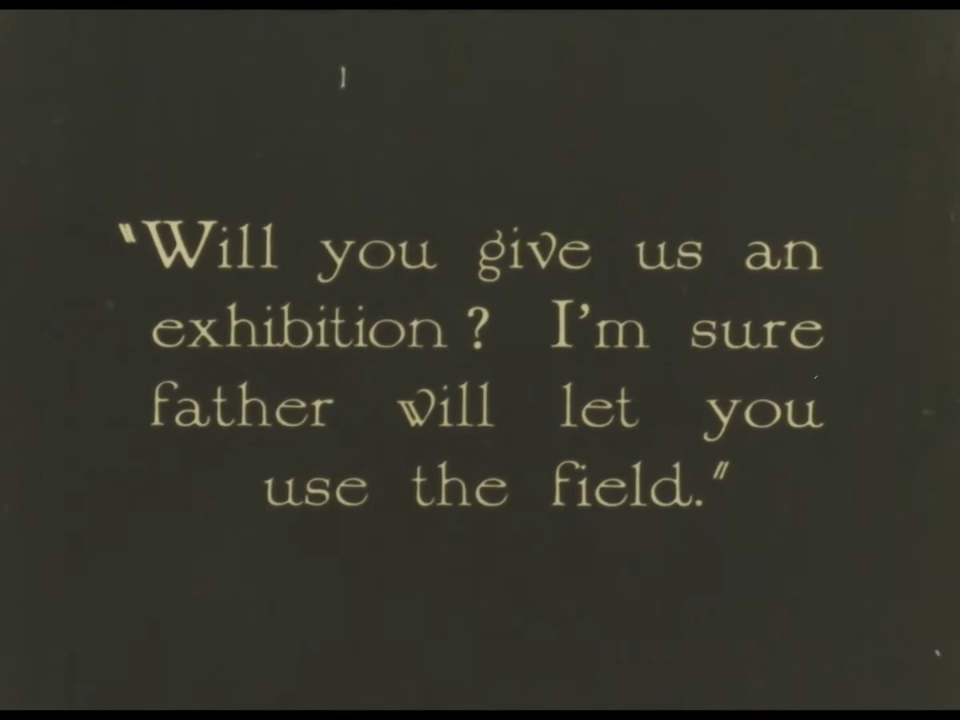 "Will you give us an
exhibition? I'm sure
father will let you
use the field."